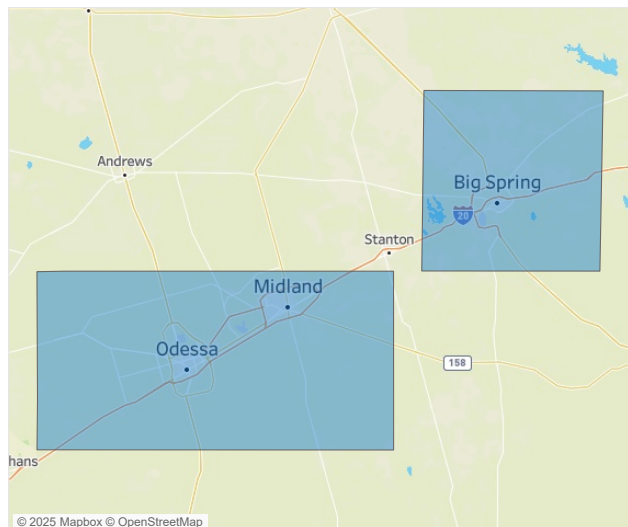 Andrews
Big Spring
20
Stanton
Midland
Odessa
158
hans
© 2025 Mapbox © OpenStreetMap